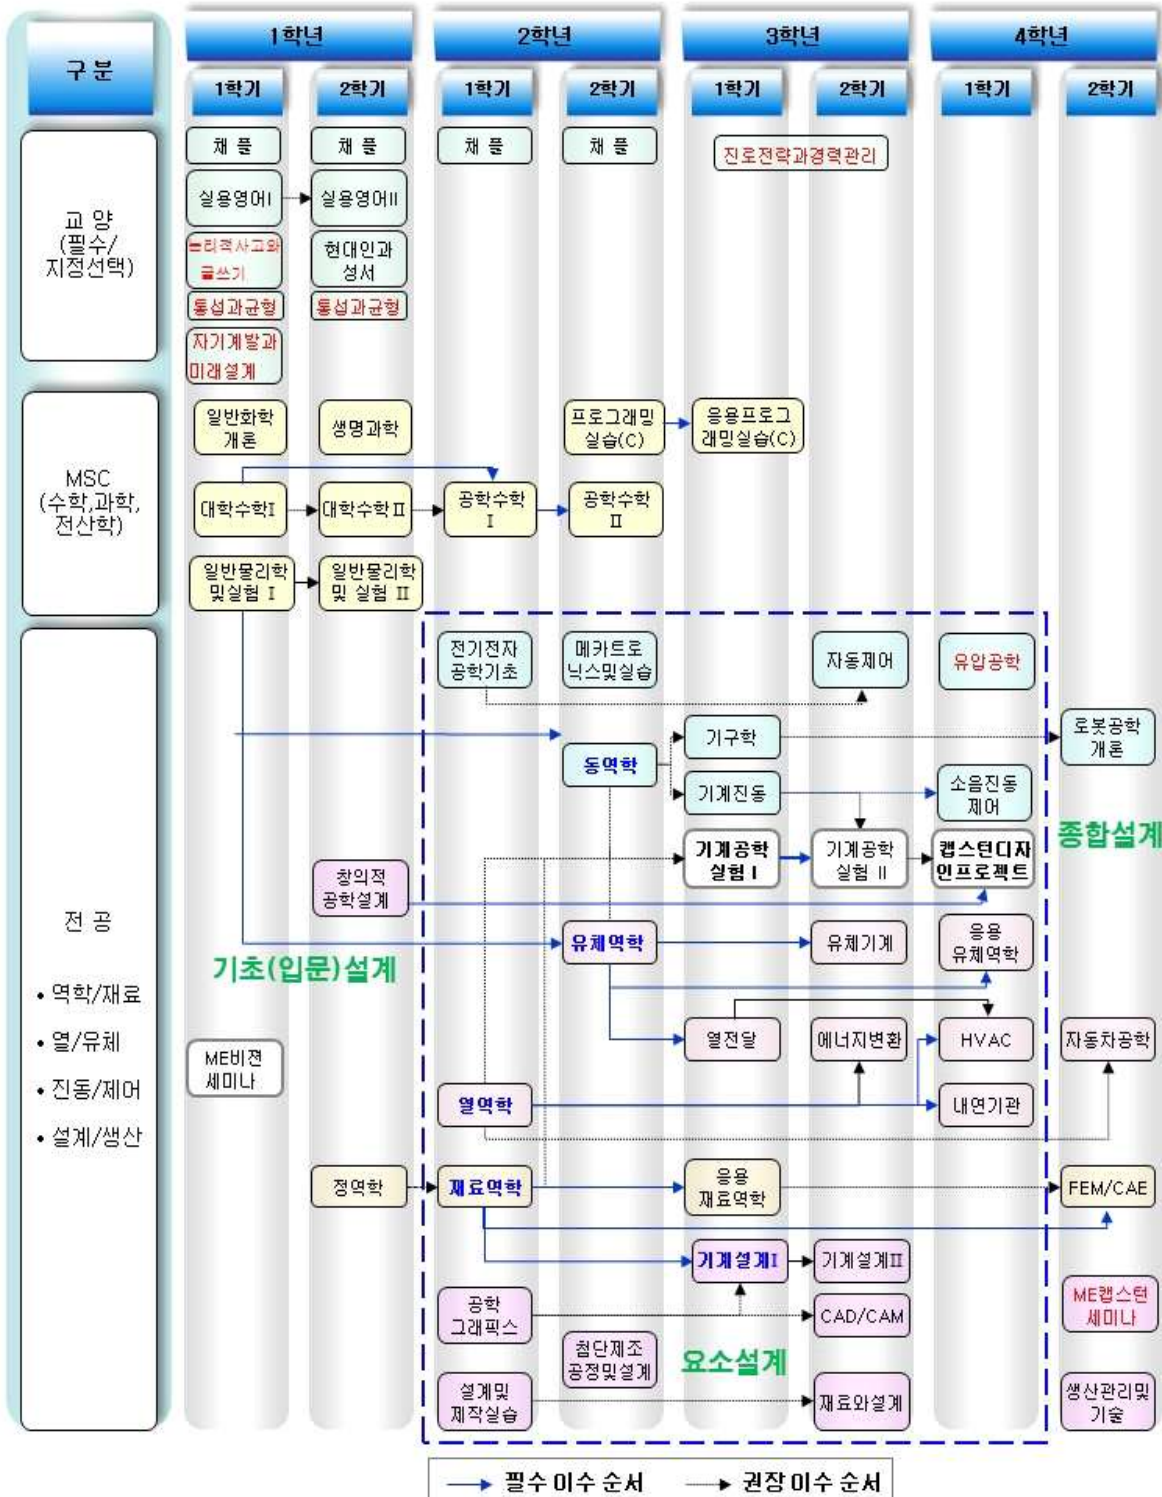 구 분
1학년
2학년
3학년
4학년
1학기
2학기
1학기
2학기
1학기
2학기
1학기
2학기
교 양
(필수/
지정선택)
채 플
채 플
채 플
채 플
진로전략과경력관리
실용영어I
실용영어II
논리적사고와
글쓰기
현대인과
성서
통섭과균형
통섭과균형
자기계발과
미래설계
MSC
(수학,과학,
전산학)
일반화학
개론
생명과학
프로그래밍
실습(C)
응용프로그
래밍실습(C)
대학수학I
대학수학II
공학수학
I
공학수학
II
일반물리학
및실험 I
일반물리학
및 실험 II
전 공
• 역학/재료
• 열/유체
• 진동/제어
• 설계/생산
전기전자
공학기초
메카트로
닉스및실습
자동제어
유압공학
동역학
기구학
로봇공학
개론
기계진동
소음진동
제어
종합설계
기계공학
실험 I
기계공학
실험 II
캡스턴디자
인프로젝트
창의적
공학설계
기초(입문)설계
유체역학
유체기계
응용
유체역학
ME비젼
세미나
열전달
에너지변환
HVAC
자동차공학
열역학
내연기관
정역학
재료역학
응용
재료역학
FEM/CAE
기계설계I
기계설계II
공학
그래픽스
CAD/CAM
ME캡스턴
세미나
첨단제조
공정및설계
요소설계
설계및
제작실습
재료와설계
생산관리및
기술
필수 이수 순서
권장 이수 순서